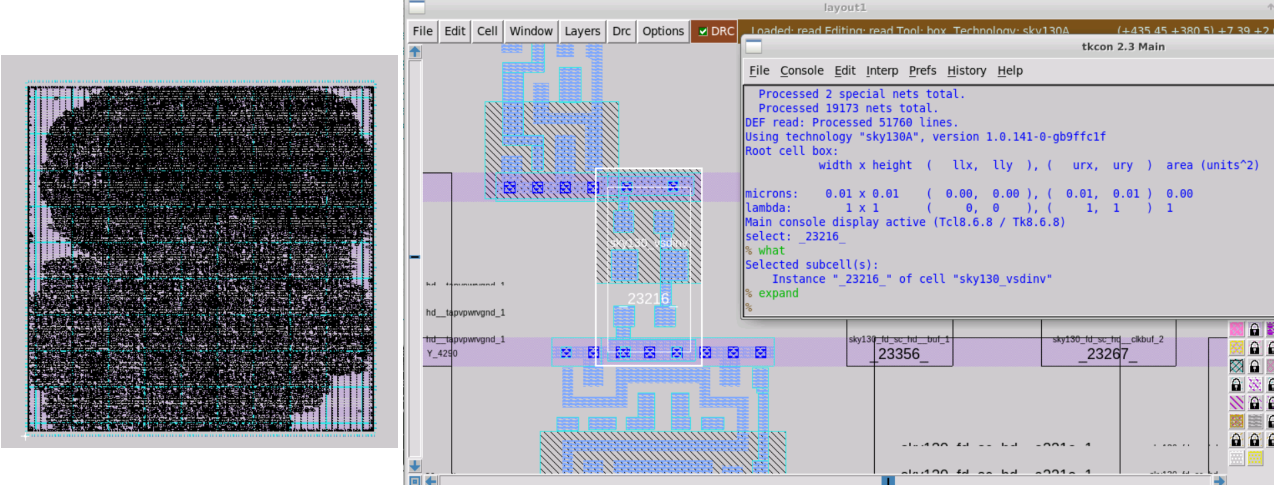 layout1
File Edit Cell Window Layers Drc Options DRC Loaded: read Editing: read Tool: box Technology: sky130A (+435.45 +380.5) +7.39 +2
tkcon 2.3 Main
File Console Edit Interp Prefs History Help
Processed 2 special nets total.
Processed 19173 nets total.
DEF read: Processed 51760 lines.
Using technology "sky130A", version 1.0.141-0-gb9ffc1f
Root cell box:
width x height ( llx, lly ), ( urx, ury ) area (units^2)
microns: 0.01 x 0.01 ( 0.00, 0.00 ), ( 0.01, 0.01 ) 0.00
lambda: 1 x 1 ( 0, 0 ), ( 1, 1 ) 1
Main console display active (Tcl8.6.8 / Tk8.6.8)
select: _23216_
% what
Selected subcell(s):
Instance "_23216_" of cell "sky130_vsdinv"
% expand
%
sky130_vsdinv
_23216_
hd__tapvpwrvgnd_1
hd__tapvpwrvgnd_1
hd__tapvpwrvgnd_1
Y_4290
sky130_fd_sc_hd__buf_1
_23356_
sky130_fd_sc_hd__clkbuf_2
_23267_